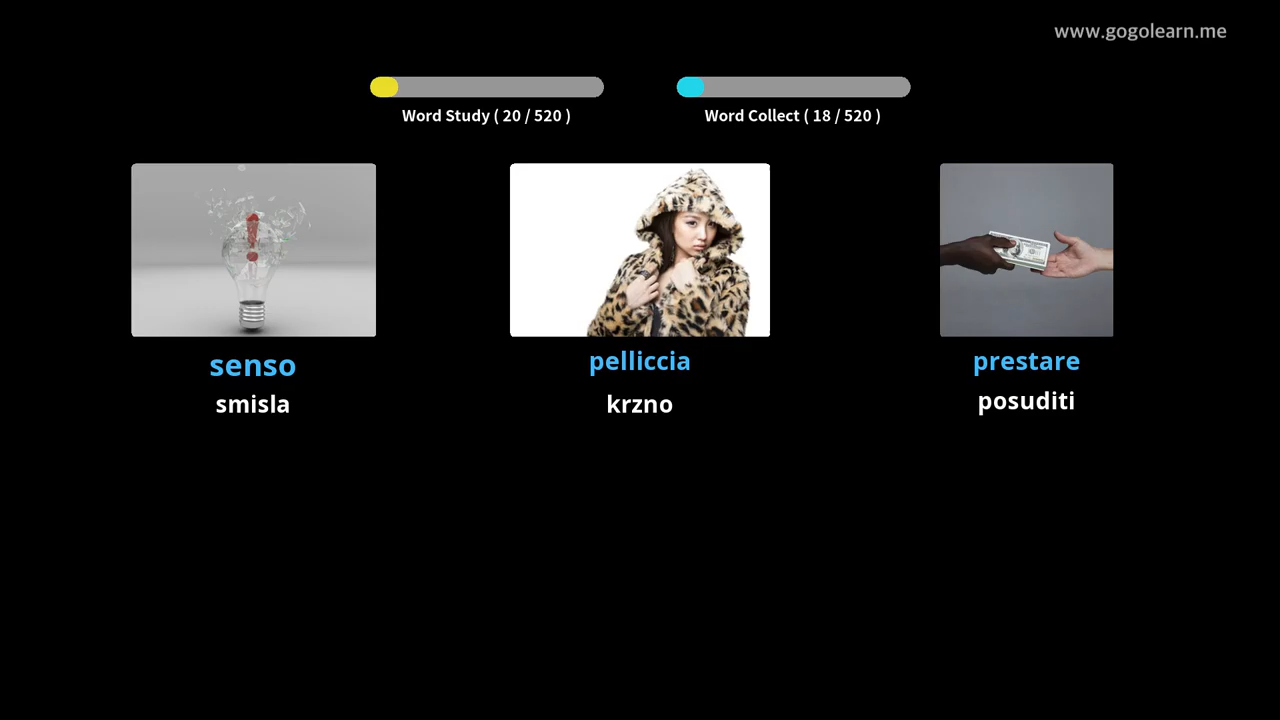 www.gogolearn.me
Word Study ( 20 / 520 )
Word Collect ( 18 / 520 )
senso
pelliccia
prestare
smisla
krzno
posuditi